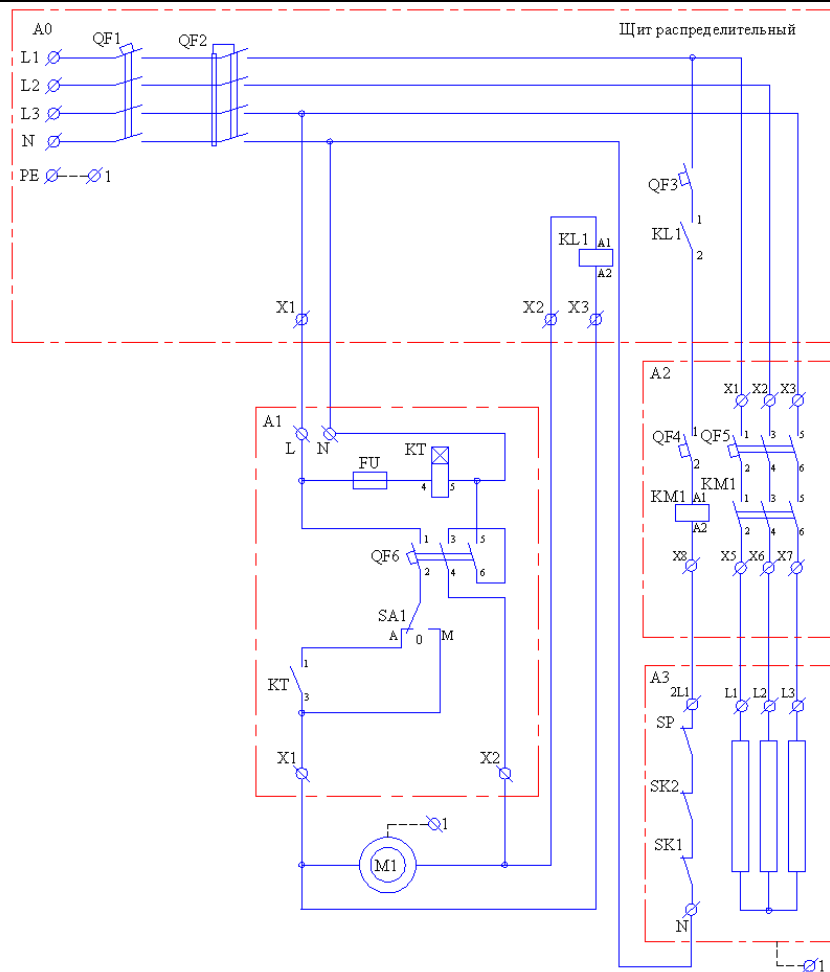 A0
QF1
QF2
Щит распределительный
L1
L2
L3
N
PE
1
QF3
KL1
1
2
KL1
A1
A2
X1
X2
X3
A2
X1
X2
X3
A1
L
N
FU
KT
4
5
QF4
1
2
QF5
1
3
5
2
4
6
KM1
A1
A2
KM1
1
3
5
2
4
6
QF6
1
3
5
2
4
6
X8
X5
X6
X7
SA1
A
0
M
KT
1
3
A3
2L1
L1
L2
L3
SP
X1
X2
SK2
1
SK1
M1
N
1